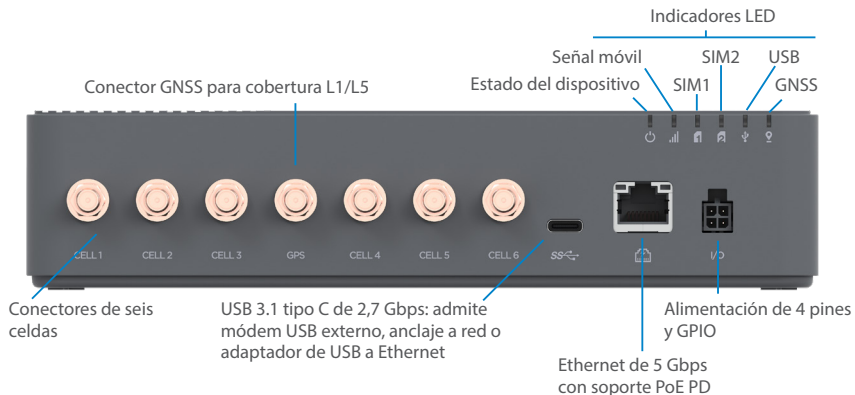 Indicadores LED
Señal móvil
SIM2
USB
Estado del dispositivo
SIM1
GNSS
Conector GNSS para cobertura L1/L5
1
2
CELL 1
CELL 2
CELL 3
GPS
CELL 4
CELL 5
CELL 6
SS
I/O
Conectores de seis
celdas
USB 3.1 tipo C de 2,7 Gbps: admite
módem USB externo, anclaje a red o
adaptador de USB a Ethernet
Alimentación de 4 pines
y GPIO
Ethernet de 5 Gbps
con soporte PoE PD